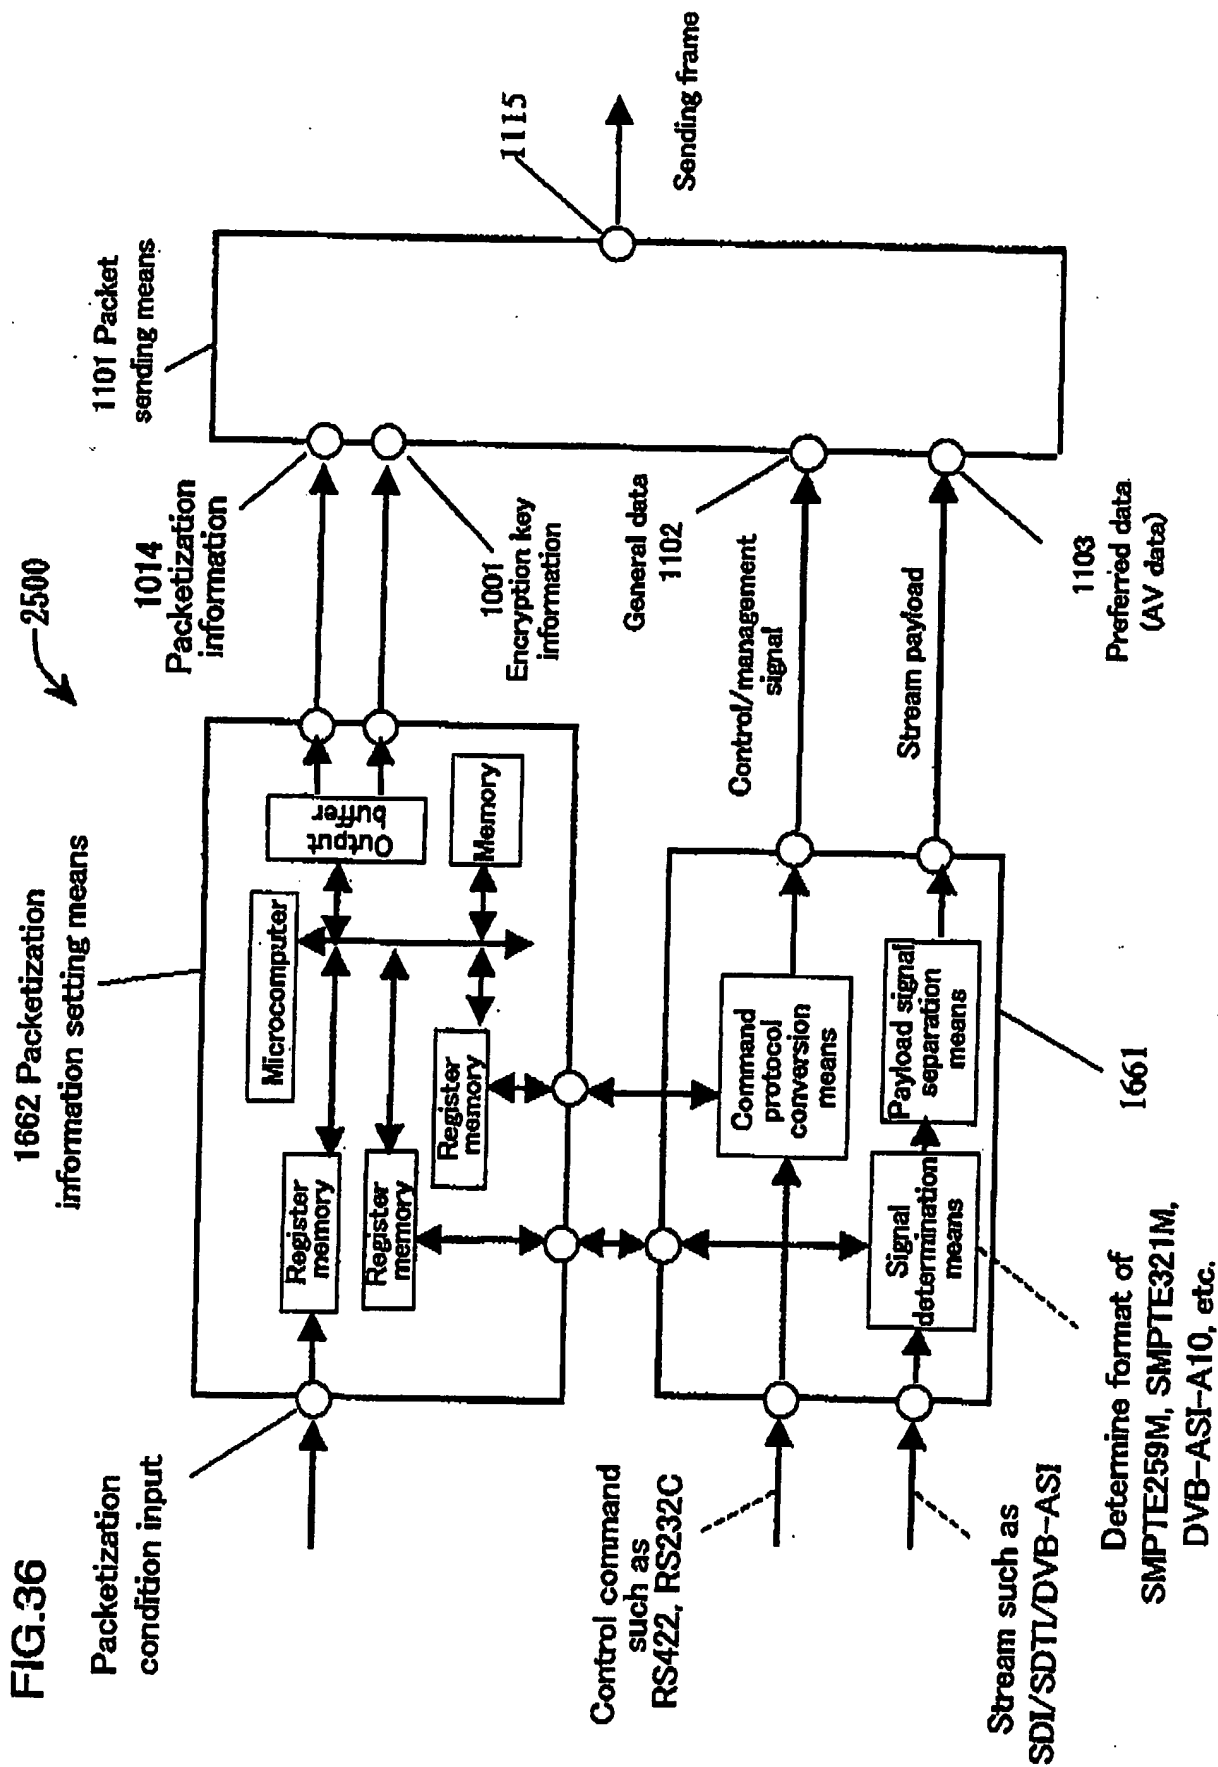 FIG.36
2500
1662 Packetization
information setting means
1101 Packet
sending means
Packetization
condition input
Register
memory
Register
memory
Register
memory
Microcomputer
Output
buffer
Memory
1014
Packetization
information
1001
Encryption key
information
1115
Sending frame
General data
1102
Control/management
signal
Stream payload
1103
Preferred data
(AV data)
Control command
such as
RS422, RS232C
Command
protocol
conversion
means
Signal
determination
means
Payload signal
separation
means
1661
Stream such as
SDI/SDTI/DVB-ASI
Determine format of
SMPTE259M, SMPTE321M,
DVB-ASI-A10, etc.